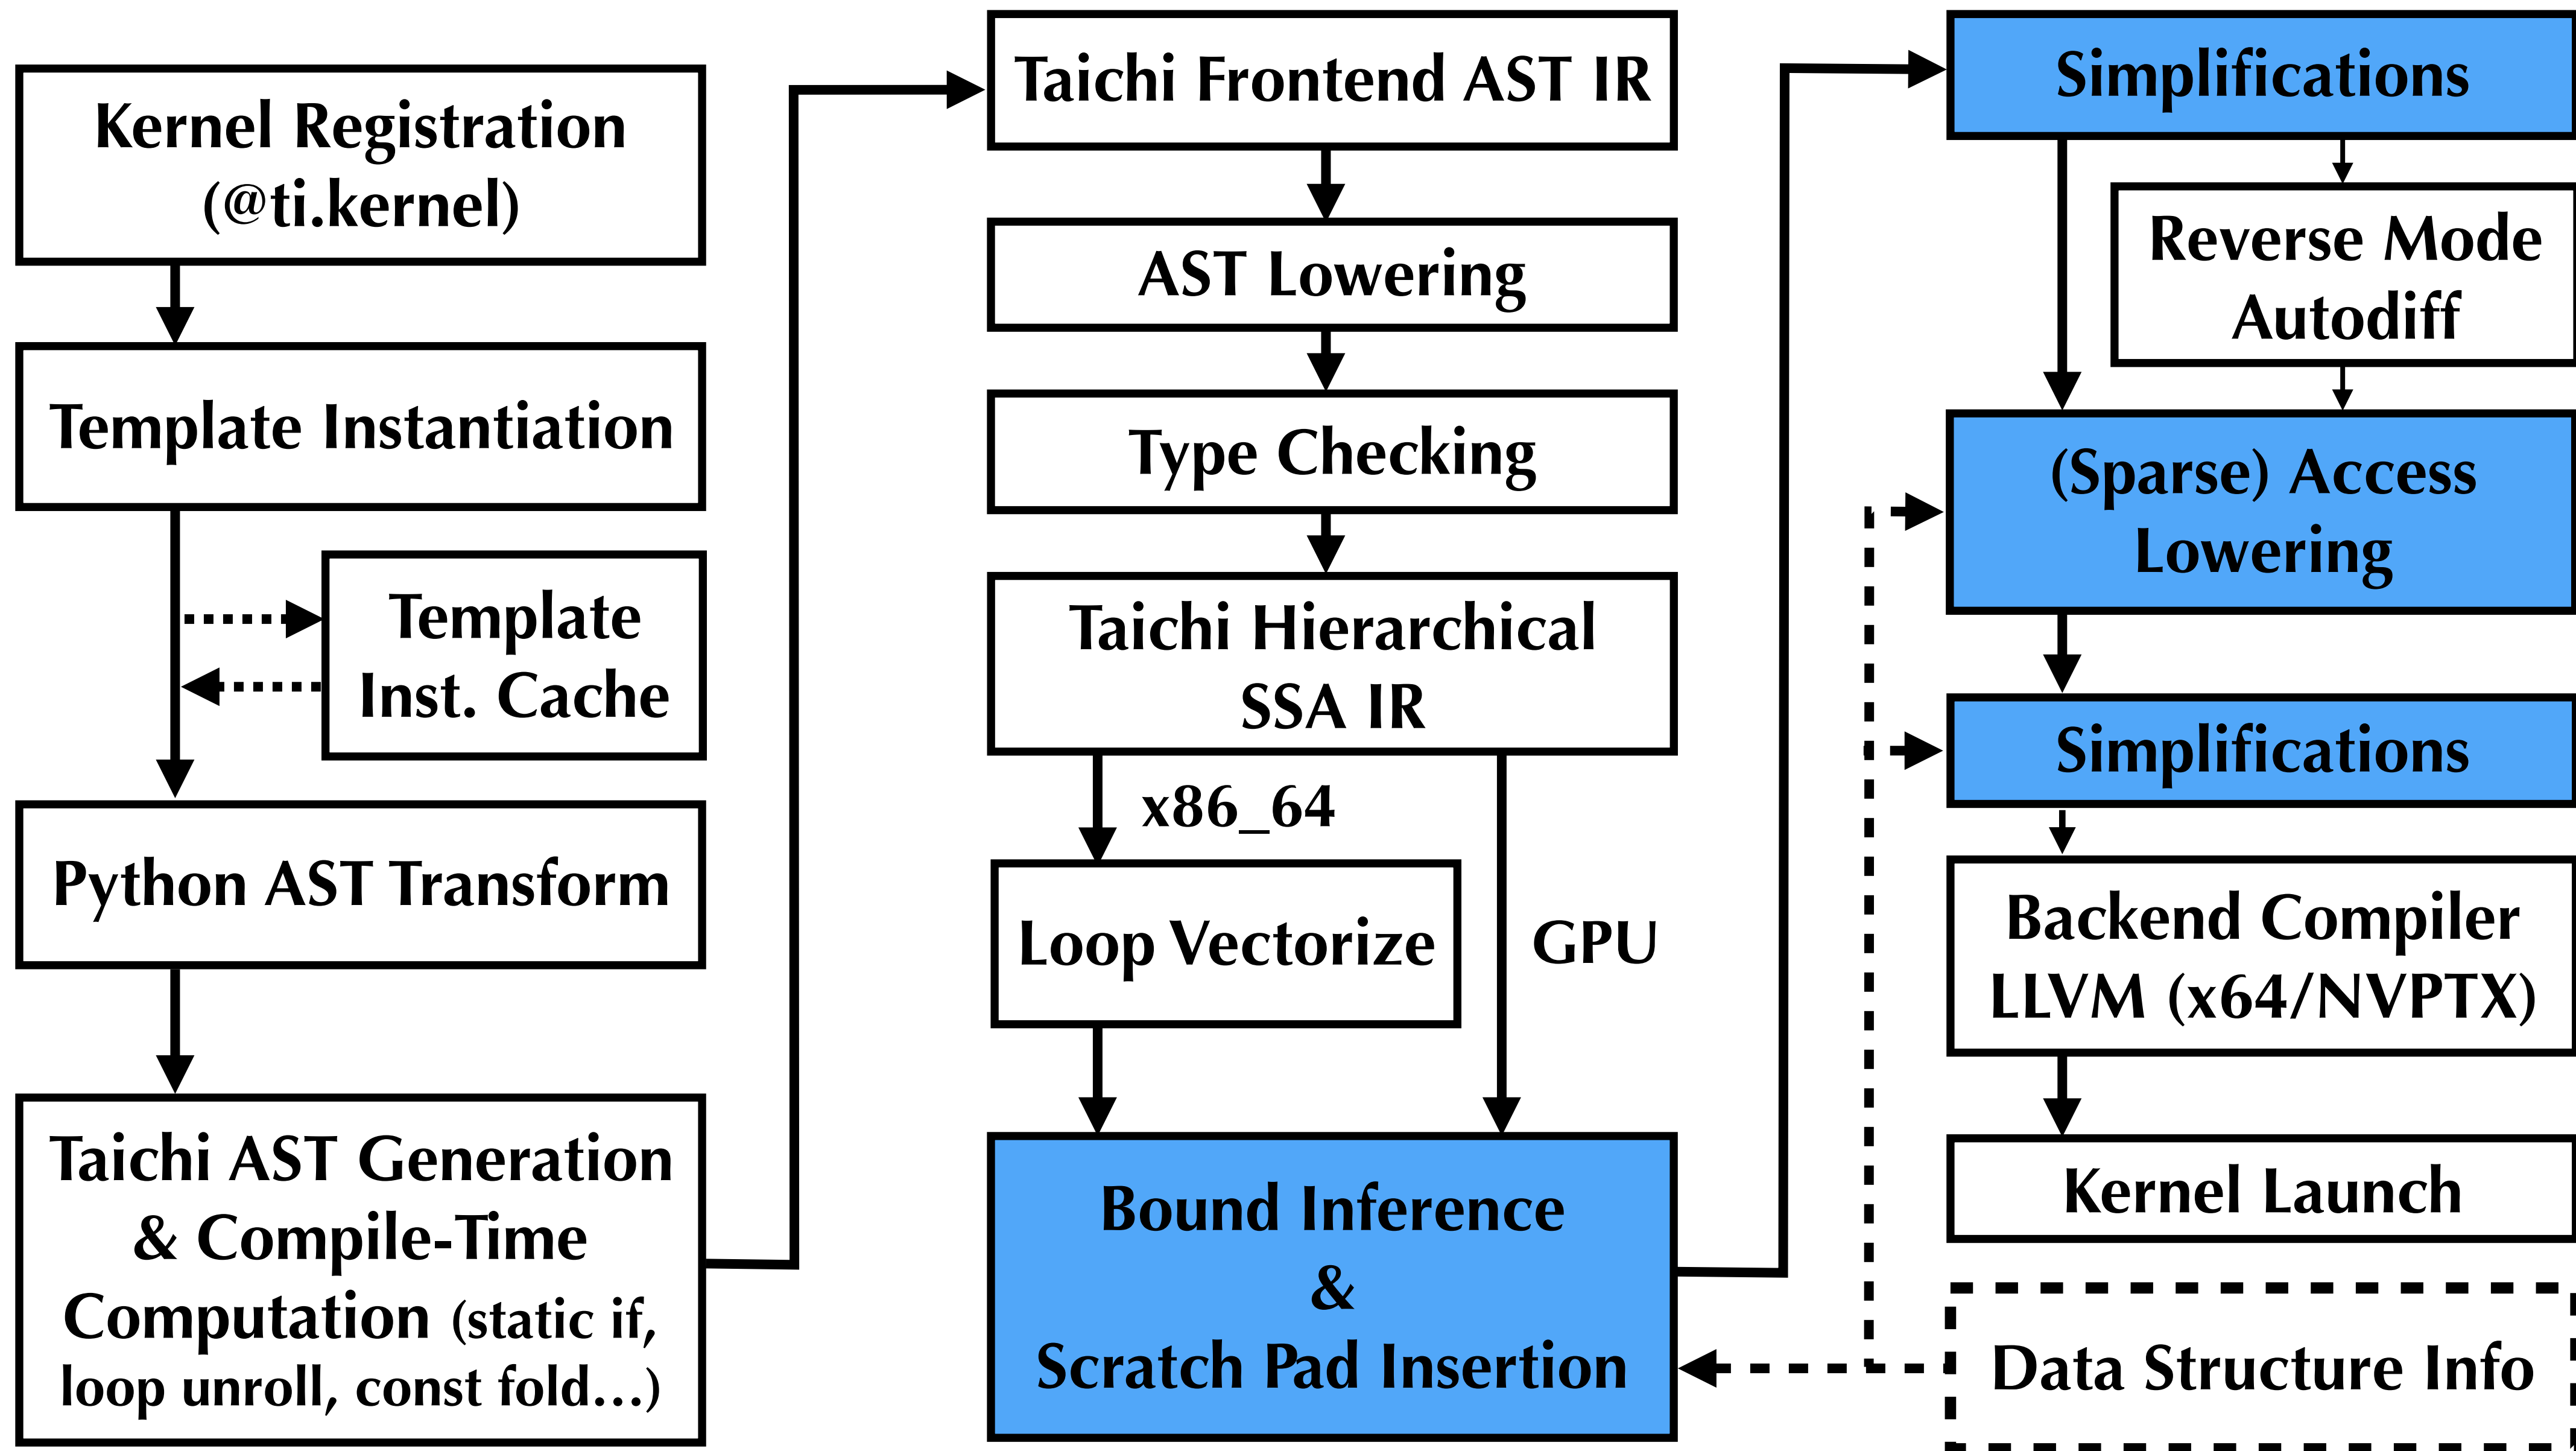 Kernel Registration
(@ti.kernel)
Template Instantiation
Template
Inst. Cache
Python AST Transform
Taichi AST Generation
& Compile-Time
Computation (static if,
loop unroll, const fold...)
Taichi Frontend AST IR
AST Lowering
Type Checking
Taichi Hierarchical
SSA IR
x86_64
Loop Vectorize
GPU
Bound Inference
&
Scratch Pad Insertion
Simplifications
Reverse Mode
Autodiff
(Sparse) Access
Lowering
Simplifications
Backend Compiler
LLVM (x64/NVPTX)
Kernel Launch
Data Structure Info